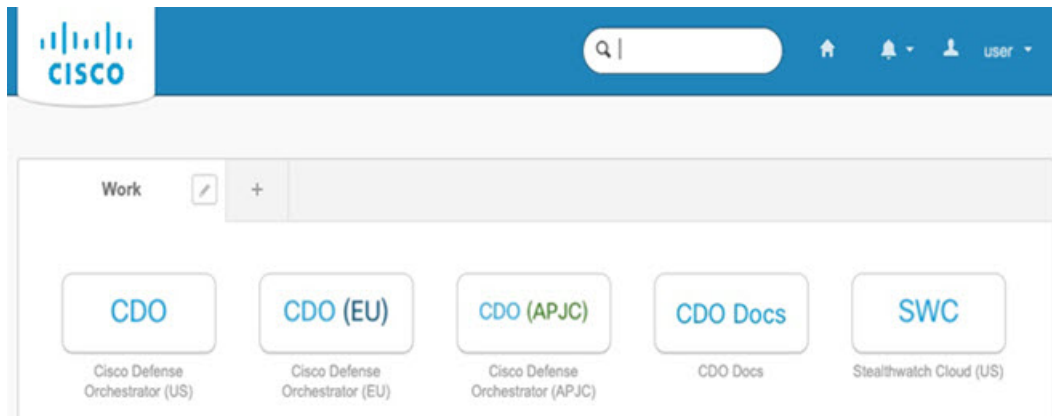 CISCO
user
Work
+
CDO
CDO (EU)
CDO (APJC)
CDO Docs
SWC
Cisco Defense
Orchestrator (US)
Cisco Defense
Orchestrator (EU)
Cisco Defense
Orchestrator (APJC)
CDO Docs
Stealthwatch Cloud (US)